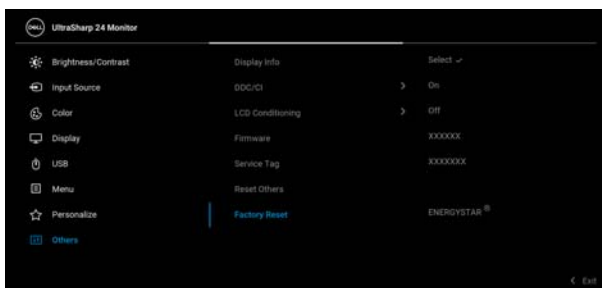 DELL UltraSharp 24 Monitor
Brightness/Contrast Display Info Select ✓
Input Source DDC/CI > On
Color LCD Conditioning > Off
Display Firmware XXXXXX
USB Service Tag XXXXXXX
Menu Reset Others
Personalize Factory Reset ENERGYSTAR®
Others
< Exit